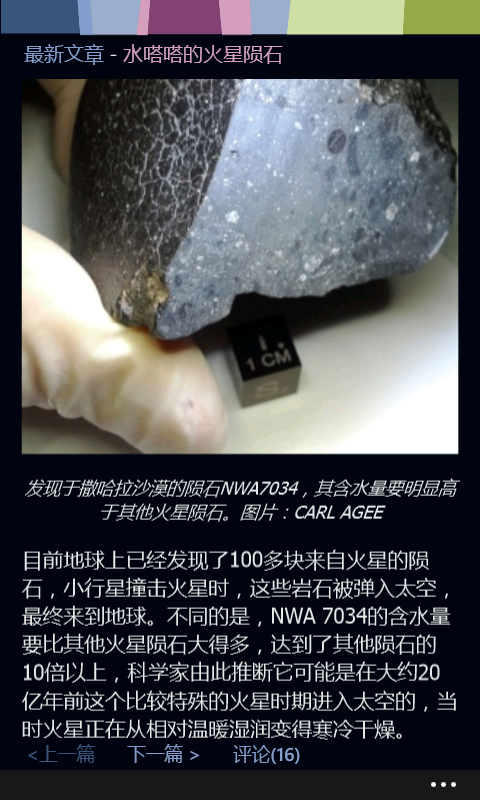 最新文章 - 水嗒嗒的火星陨石
1 CM
发现于撒哈拉沙漠的陨石NWA7034，其含水量要明显高
于其他火星陨石。图片：CARL AGEE
目前地球上已经发现了100多块来自火星的陨
石，小行星撞击火星时，这些岩石被弹入太空，
最终来到地球。不同的是，NWA 7034的含水量
要比其他火星陨石大得多，达到了其他陨石的
10倍以上，科学家由此推断它可能是在大约20
亿年前这个比较特殊的火星时期进入太空的，当
时火星正在从相对温暖湿润变得寒冷干燥。
<上一篇 下一篇 > 评论(16)